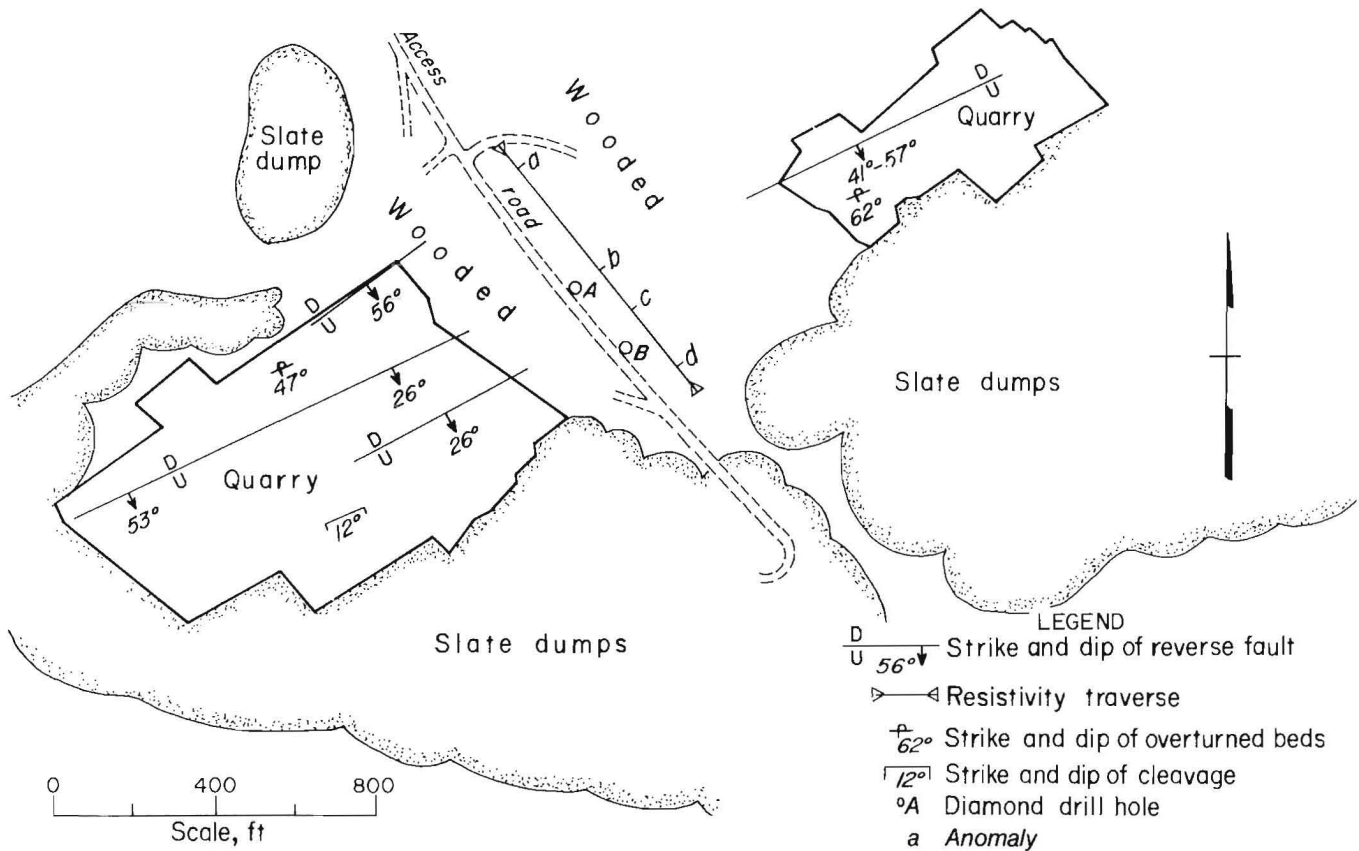 Access
road
Wooded
Wooded
Slate
dump
a
b
c
d
A
B
D
U
Quarry
41°-57°
62°
D
U
56°
47°
26°
D
U
26°
D
U
53°
Quarry
12°
Slate dumps
Slate dumps
0 400 800
Scale, ft
LEGEND
D
U 56° Strike and dip of reverse fault
Resistivity traverse
62° Strike and dip of overturned beds
12° Strike and dip of cleavage
A Diamond drill hole
a Anomaly